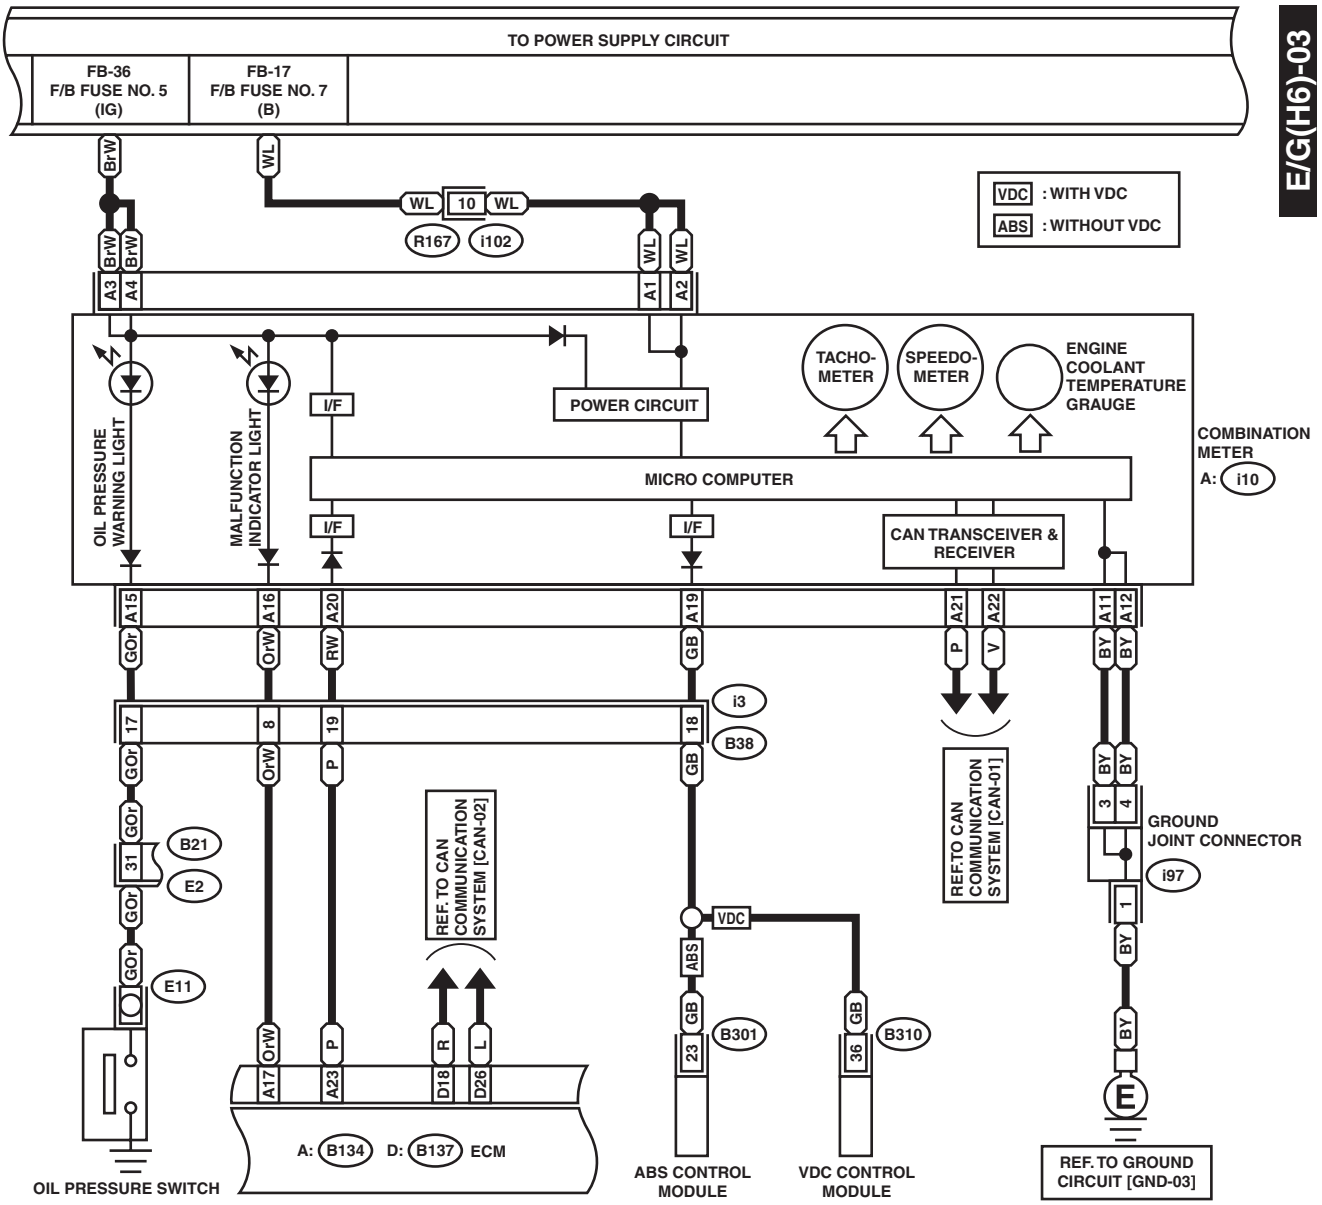 E/G(H6)-03
TO POWER SUPPLY CIRCUIT
FB-36
F/B FUSE NO. 5
(IG)
FB-17
F/B FUSE NO. 7
(B)
BrW
WL
VDC : WITH VDC
ABS : WITHOUT VDC
WL 10 WL
R167 i102
BrW BrW WL WL
A3 A4 A1 A2
TACHO-
METER
SPEEDO-
METER
ENGINE
COOLANT
TEMPERATURE
GRAUGE
I/F
POWER CIRCUIT
OIL PRESSURE
WARNING LIGHT
MALFUNCTION
INDICATOR LIGHT
COMBINATION
METER
A: i10
MICRO COMPUTER
I/F I/F
CAN TRANSCEIVER &
RECEIVER
A15 A16 A20 A19 A21 A22 A11 A12
GOr OrW RW GB P V BY BY
i3
17 8 19 18
B38
GOr OrW P GB
BY BY
REF.TO CAN
COMMUNICATION
SYSTEM [CAN-01]
REF. TO CAN
COMMUNICATION
SYSTEM [CAN-02]
3 4
GROUND
JOINT CONNECTOR
i97
1
BY
GOr
B21
31
E2
GOr
GOr
E11
VDC
ABS
GB GB
B301 B310
23 36
BY
E
OrW P R L
A17 A23 D18 D26
A: B134 D: B137 ECM
OIL PRESSURE SWITCH
ABS CONTROL
MODULE
VDC CONTROL
MODULE
REF. TO GROUND
CIRCUIT [GND-03]